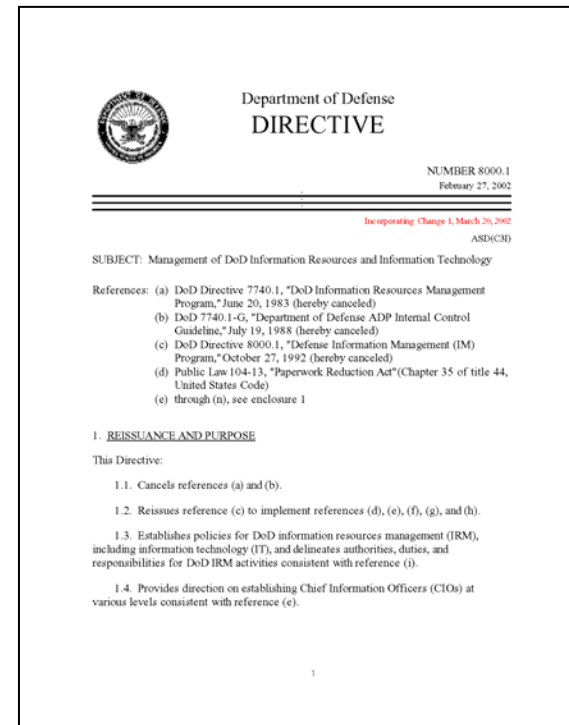 Department of Defense
DIRECTIVE
NUMBER 8000.1
February 27, 2002
Incorporating Change 1, March 20, 2002
ASD(C3I)
SUBJECT: Management of DoD Information Resources and Information Technology
References: (a) DoD Directive 7740.1, "DoD Information Resources Management
Program," June 20, 1983 (hereby canceled)
(b) DoD 7740.1-G, "Department of Defense ADP Internal Control
Guideline," July 19, 1988 (hereby canceled)
(c) DoD Directive 8000.1, "Defense Information Management (IM)
Program," October 27, 1992 (hereby canceled)
(d) Public Law 104-13, "Paperwork Reduction Act" (Chapter 35 of title 44,
United States Code)
(e) through (n), see enclosure 1
1. REISSUANCE AND PURPOSE
This Directive:
1.1. Cancels references (a) and (b).
1.2. Reissues reference (c) to implement references (d), (e), (f), (g), and (h).
1.3. Establishes policies for DoD information resources management (IRM),
including information technology (IT), and delineates authorities, duties, and
responsibilities for DoD IRM activities consistent with reference (i).
1.4. Provides direction on establishing Chief Information Officers (CIOs) at
various levels consistent with reference (e).
1